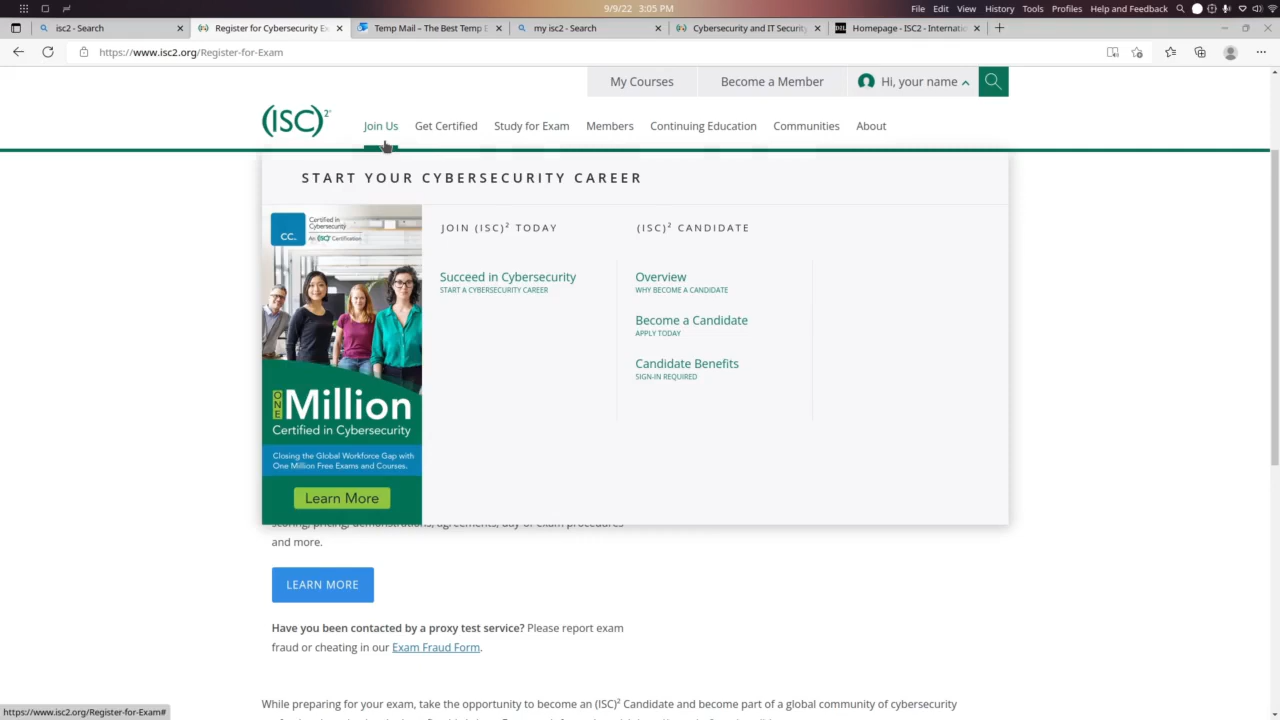 9/9/22 3:05 PM
File Edit View History Tools Profiles Help and Feedback
isc2 - Search
Register for Cybersecurity Ex
Temp Mail – The Best Temp E
my isc2 - Search
Cybersecurity and IT Security
Homepage - ISC2 - Internation
https://www.isc2.org/Register-for-Exam
My Courses
Become a Member
Hi, your name
(ISC)²
Join Us
Get Certified
Study for Exam
Members
Continuing Education
Communities
About
START YOUR CYBERSECURITY CAREER
CC.
Certified in
Cybersecurity
An (ISC)² Certification
ONE Million
Certified in Cybersecurity
Closing the Global Workforce Gap with
One Million Free Exams and Courses.
Learn More
JOIN (ISC)² TODAY
Succeed in Cybersecurity
START A CYBERSECURITY CAREER
(ISC)² CANDIDATE
Overview
WHY BECOME A CANDIDATE
Become a Candidate
APPLY TODAY
Candidate Benefits
SIGN-IN REQUIRED
scoring, pricing, demonstrations, agreements, day of exam procedures
and more.
LEARN MORE
Have you been contacted by a proxy test service? Please report exam
fraud or cheating in our Exam Fraud Form.
While preparing for your exam, take the opportunity to become an (ISC)² Candidate and become part of a global community of cybersecurity
https://www.isc2.org/Register-for-Exam#